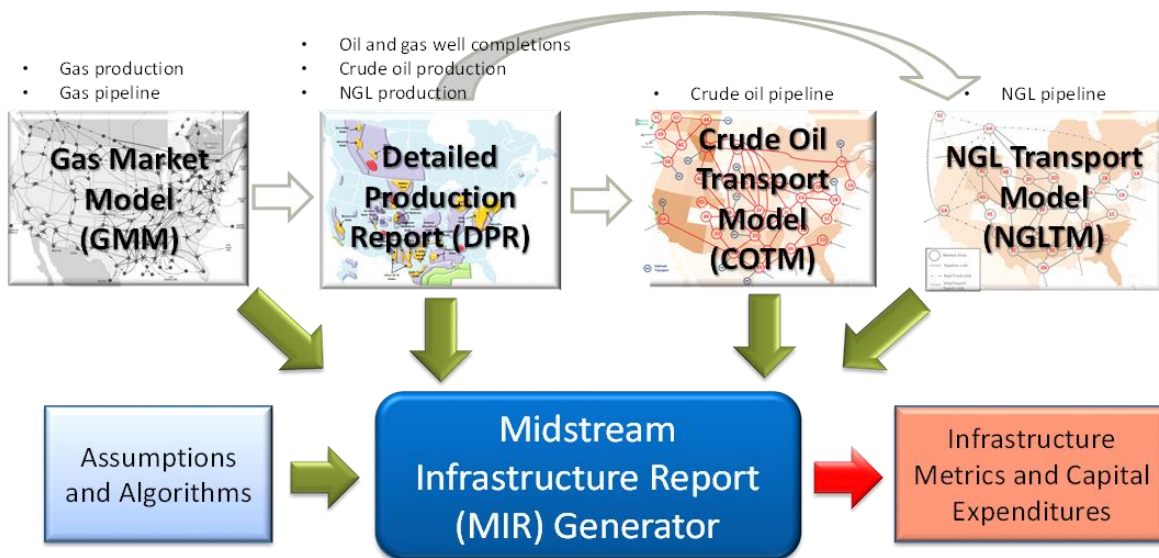 • Gas production
• Gas pipeline
• Oil and gas well completions
• Crude oil production
• NGL production
• Crude oil pipeline
• NGL pipeline
Gas Market
Model
(GMM)
Detailed
Production
Report (DPR)
Crude Oil
Transport
Model
(COTM)
NGL Transport
Model
(NGLTM)
Assumptions
and Algorithms
Midstream
Infrastructure Report
(MIR) Generator
Infrastructure
Metrics and Capital
Expenditures